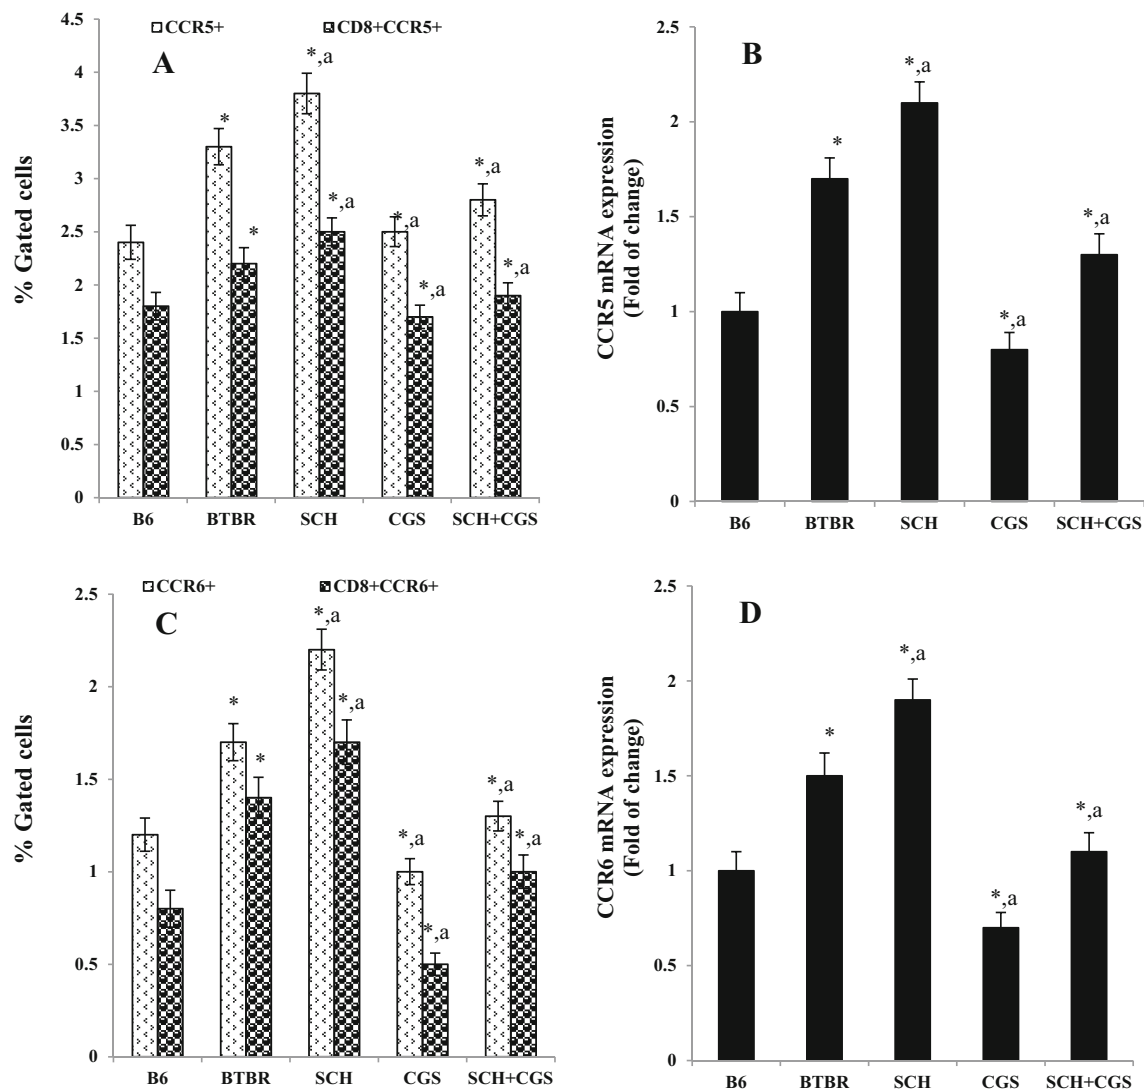 CCR5+ CD8+CCR5+
A
% Gated cells
4.5
4
3.5
3
2.5
2
1.5
1
0.5
0
* * *,a *,a *,a *,a *,a *,a
B6 BTBR SCH CGS SCH+CGS
B
CCR5 mRNA expression
(Fold of change)
2.5
2
1.5
1
0.5
0
* *,a *,a *,a
B6 BTBR SCH CGS SCH+CGS
CCR6+ CD8+CCR6+
C
% Gated cells
2.5
2
1.5
1
0.5
0
* * *,a *,a *,a *,a *,a *,a
B6 BTBR SCH CGS SCH+CGS
D
CCR6 mRNA expression
(Fold of change)
2.5
2
1.5
1
0.5
0
* *,a *,a *,a
B6 BTBR SCH CGS SCH+CGS